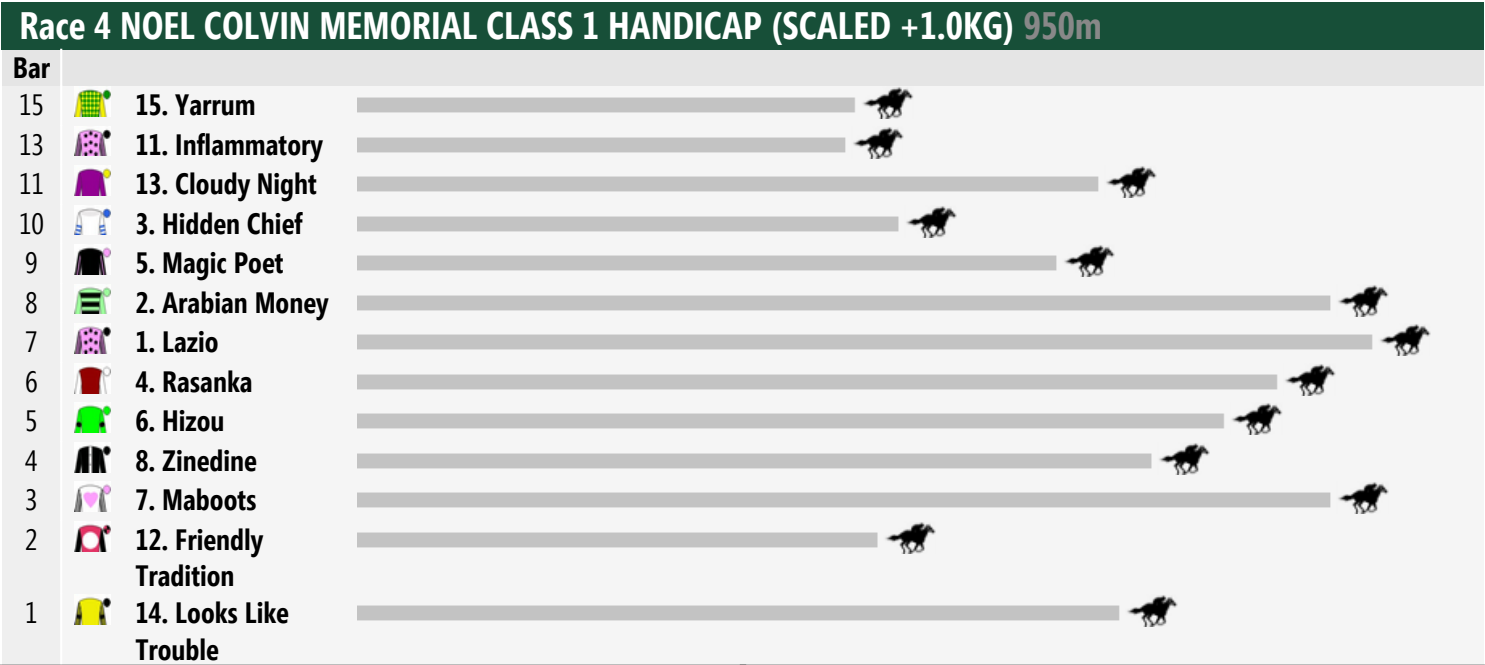 Race 4 NOEL COLVIN MEMORIAL CLASS 1 HANDICAP (SCALED +1.0KG) 950m
Bar
15 15. Yarrum
13 11. Inflammatory
11 13. Cloudy Night
10 3. Hidden Chief
9 5. Magic Poet
8 2. Arabian Money
7 1. Lazio
6 4. Rasanka
5 6. Hizou
4 8. Zinedine
3 7. Maboots
2 12. Friendly
Tradition
1 14. Looks Like
Trouble